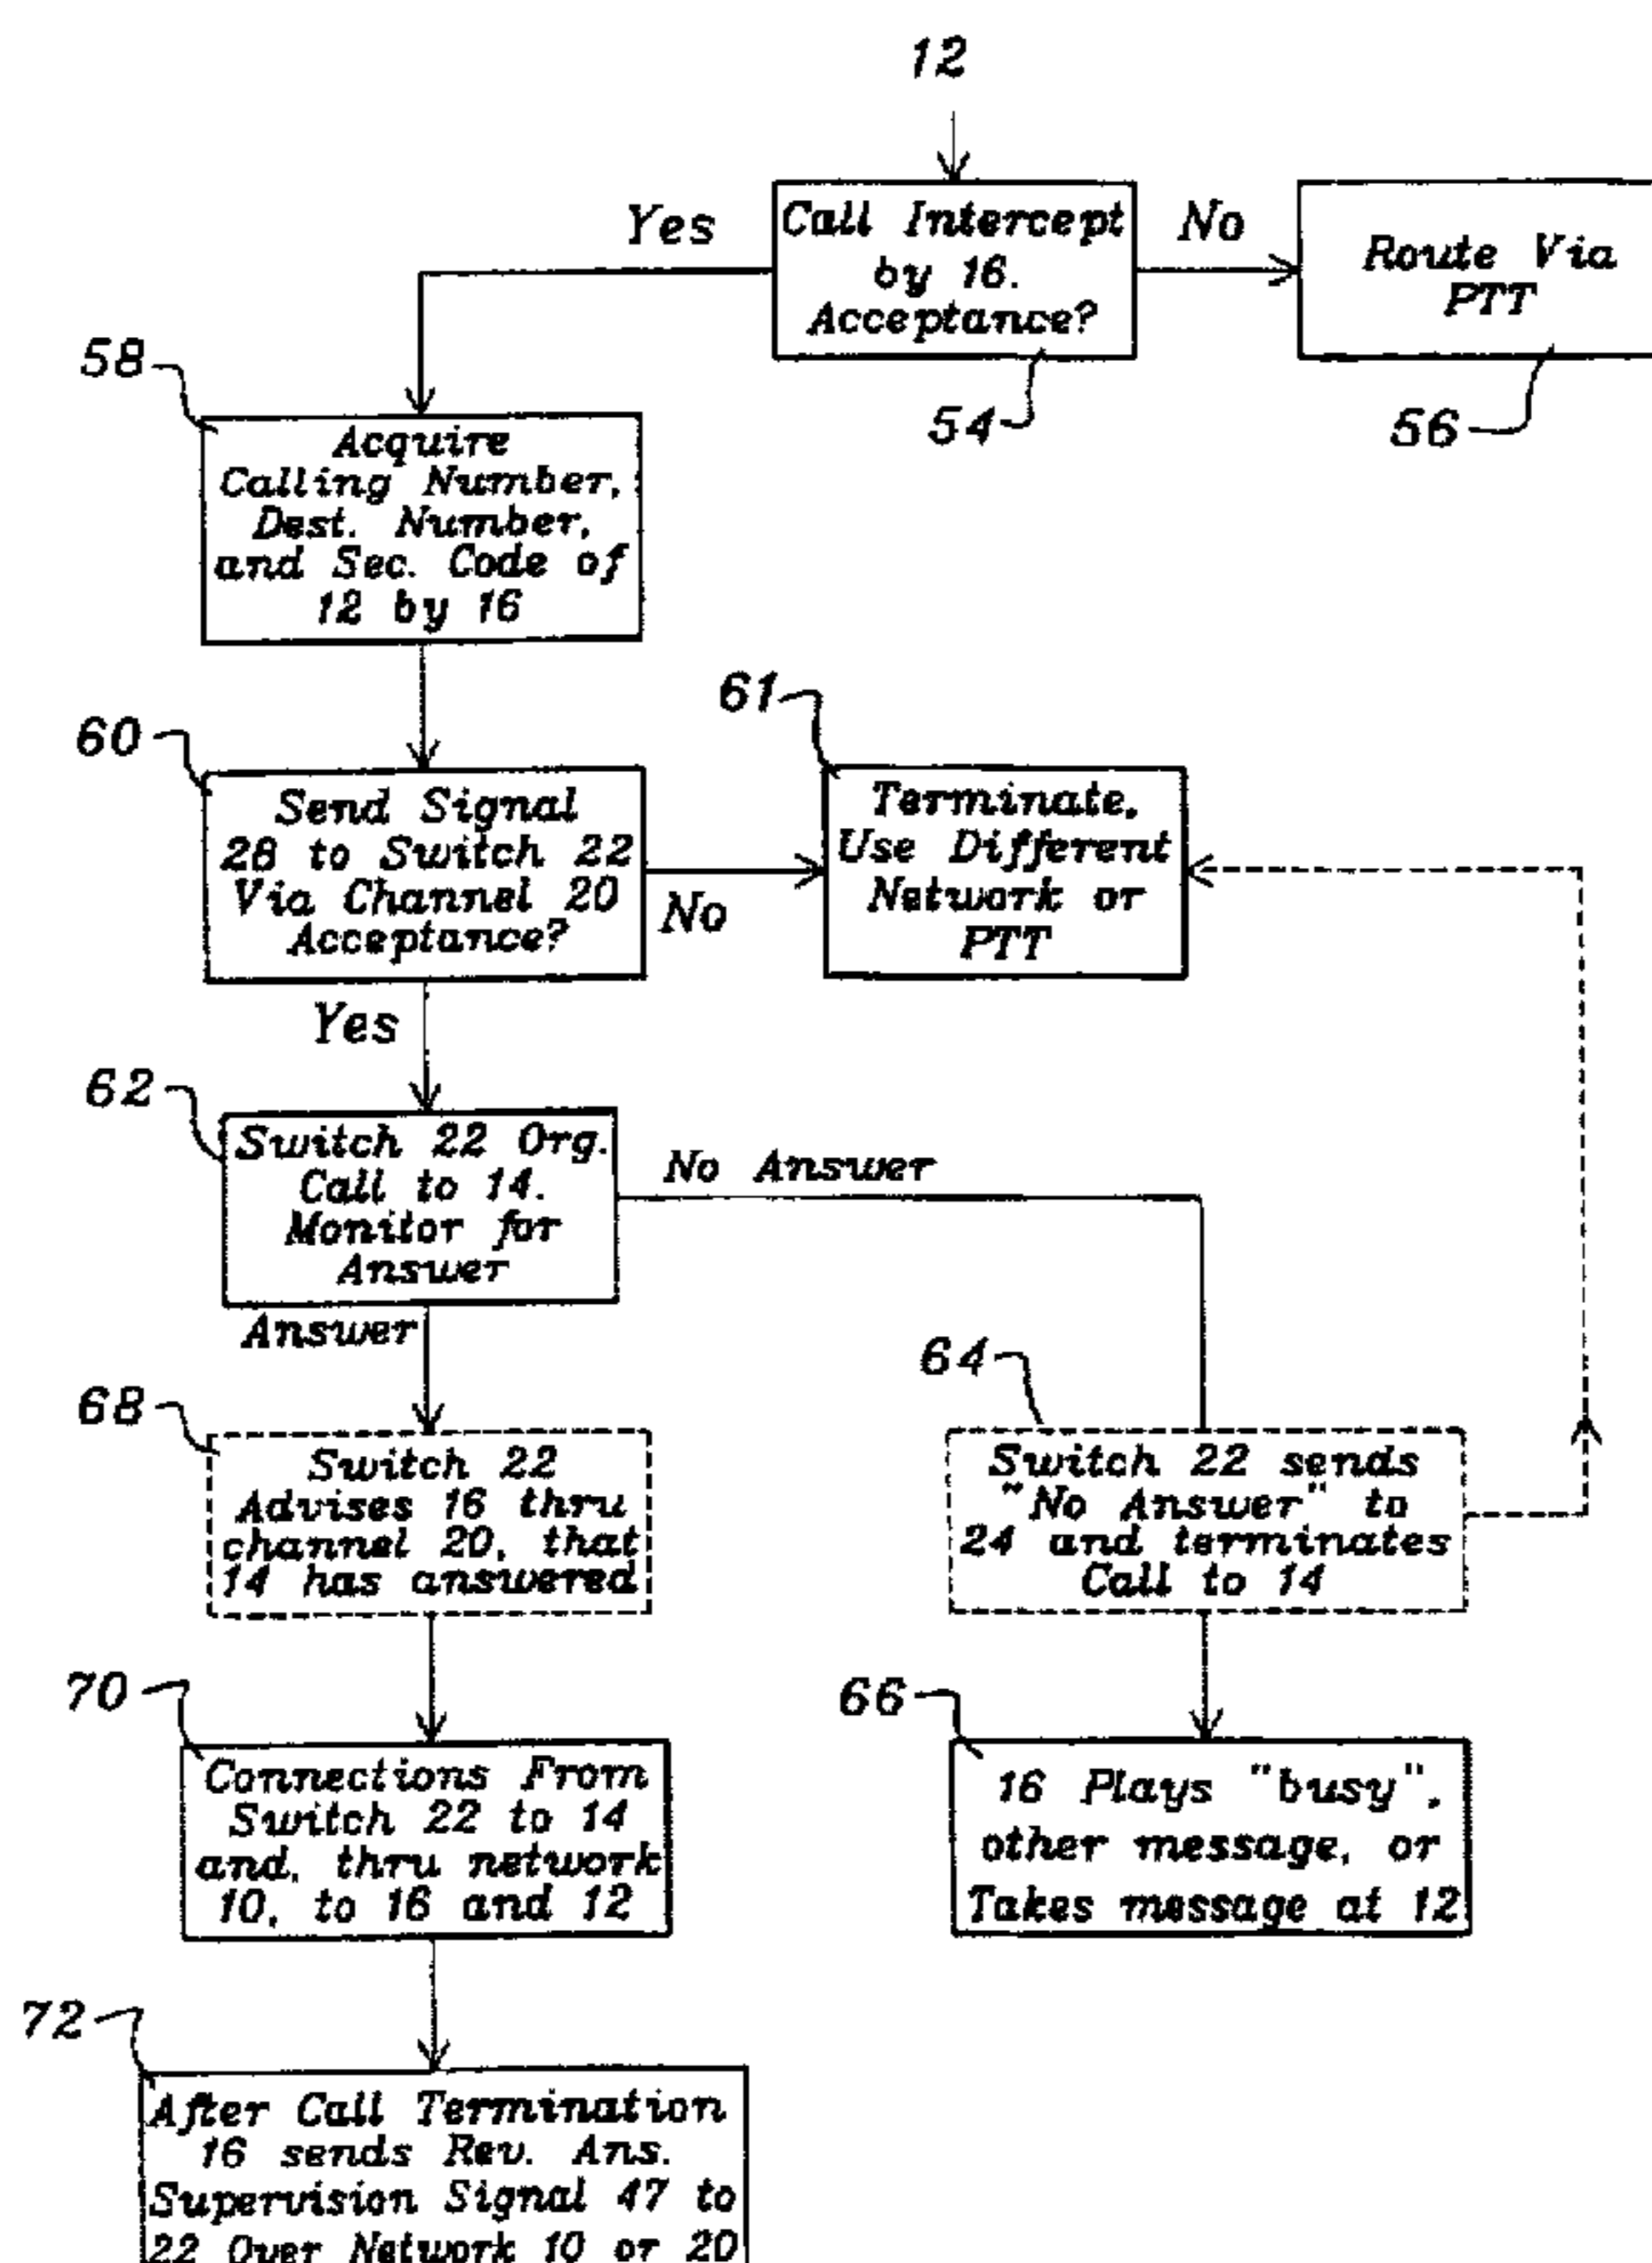 12
Yes
Call Intercept
by 16.
Acceptance?
No
Route Via
PTT
58
54
56
Acquire
Calling Number,
Dest. Number,
and Sec. Code of
12 by 16
60
61
Send Signal
28 to Switch 22
Via Channel 20
Acceptance?
No
Terminate,
Use Different
Network or
PTT
Yes
62
Switch 22 Org.
Call to 14.
Monitor for
Answer
No Answer
Answer
64
68
Switch 22
Advises 16 thru
channel 20, that
14 has answered
Switch 22 sends
"No Answer" to
24 and terminates
Call to 14
70
66
Connections From
Switch 22 to 14
and, thru network
10, to 16 and 12
16 Plays "busy",
other message, or
Takes message at 12
72
After Call Termination
16 sends Rev. Ans.
Supervision Signal 47 to
22 Over Network 10 or 20